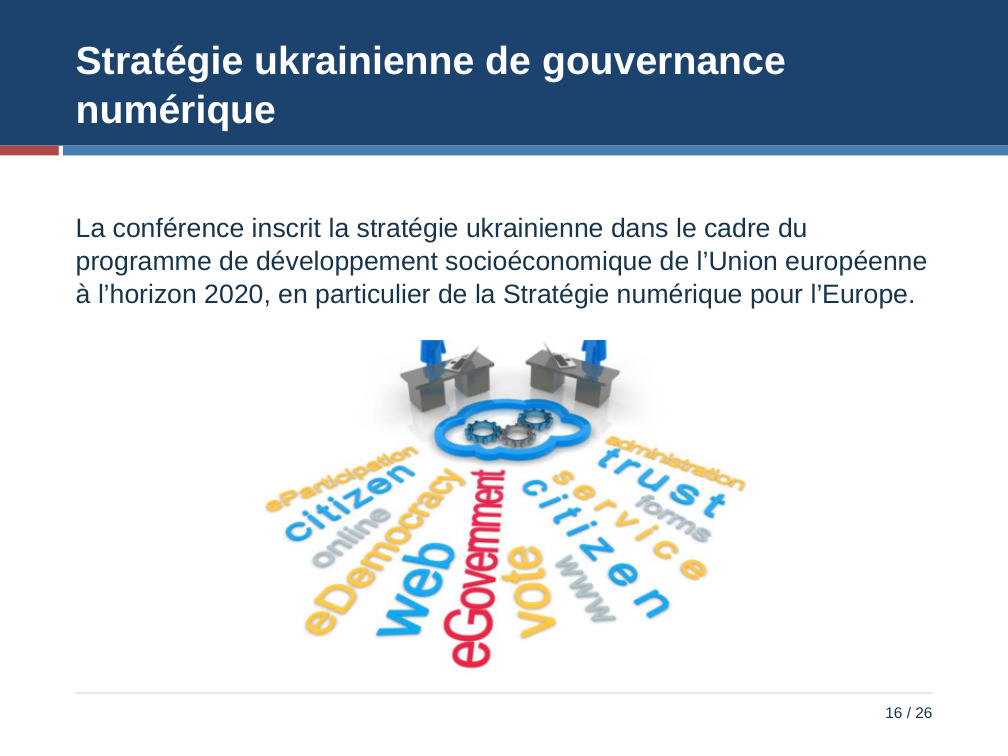 Stratégie ukrainienne de gouvernance
numérique
La conférence inscrit la stratégie ukrainienne dans le cadre du
programme de développement socioéconomique de l’Union européenne
à l’horizon 2020, en particulier de la Stratégie numérique pour l’Europe.
eParticipation
citizen
online
eDemocracy
web
eGovernment
vote
www
citizen
service
forms
trust
administration
16 / 26